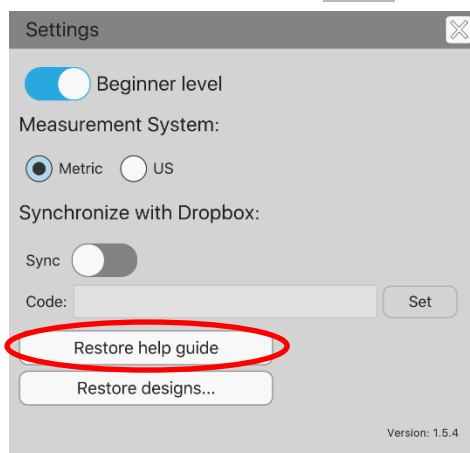 Settings
Beginner level
Measurement System:
Metric US
Synchronize with Dropbox:
Sync
Code: Set
Restore help guide
Restore designs...
Version: 1.5.4